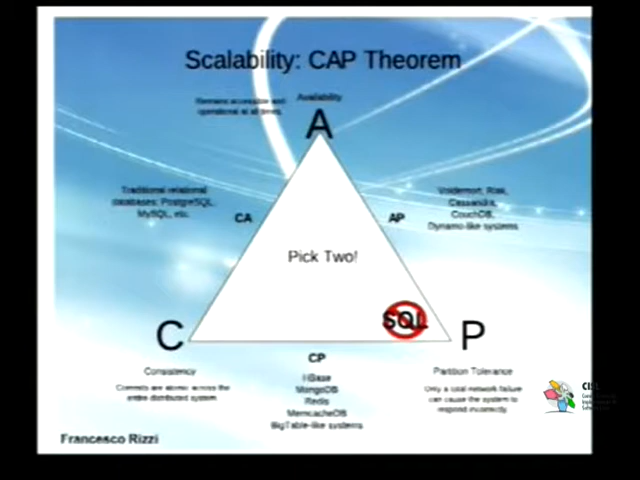 Scalability: CAP Theorem
Availability
Remains accessible and
operational at all times
A
Traditional relational
databases: PostgreSQL,
MySQL, etc.
CA
AP
Voldemort, Riak,
Cassandra,
CouchDB,
Dynamo-like systems
Pick Two!
SQL
C
P
CP
Consistency
Commits are atomic across the
entire distributed system
HBase
MongoDB
Redis
MemcacheDB
BigTable-like systems
Partition Tolerance
Only a total network failure
can cause the system to
respond incorrectly
Francesco Rizzi